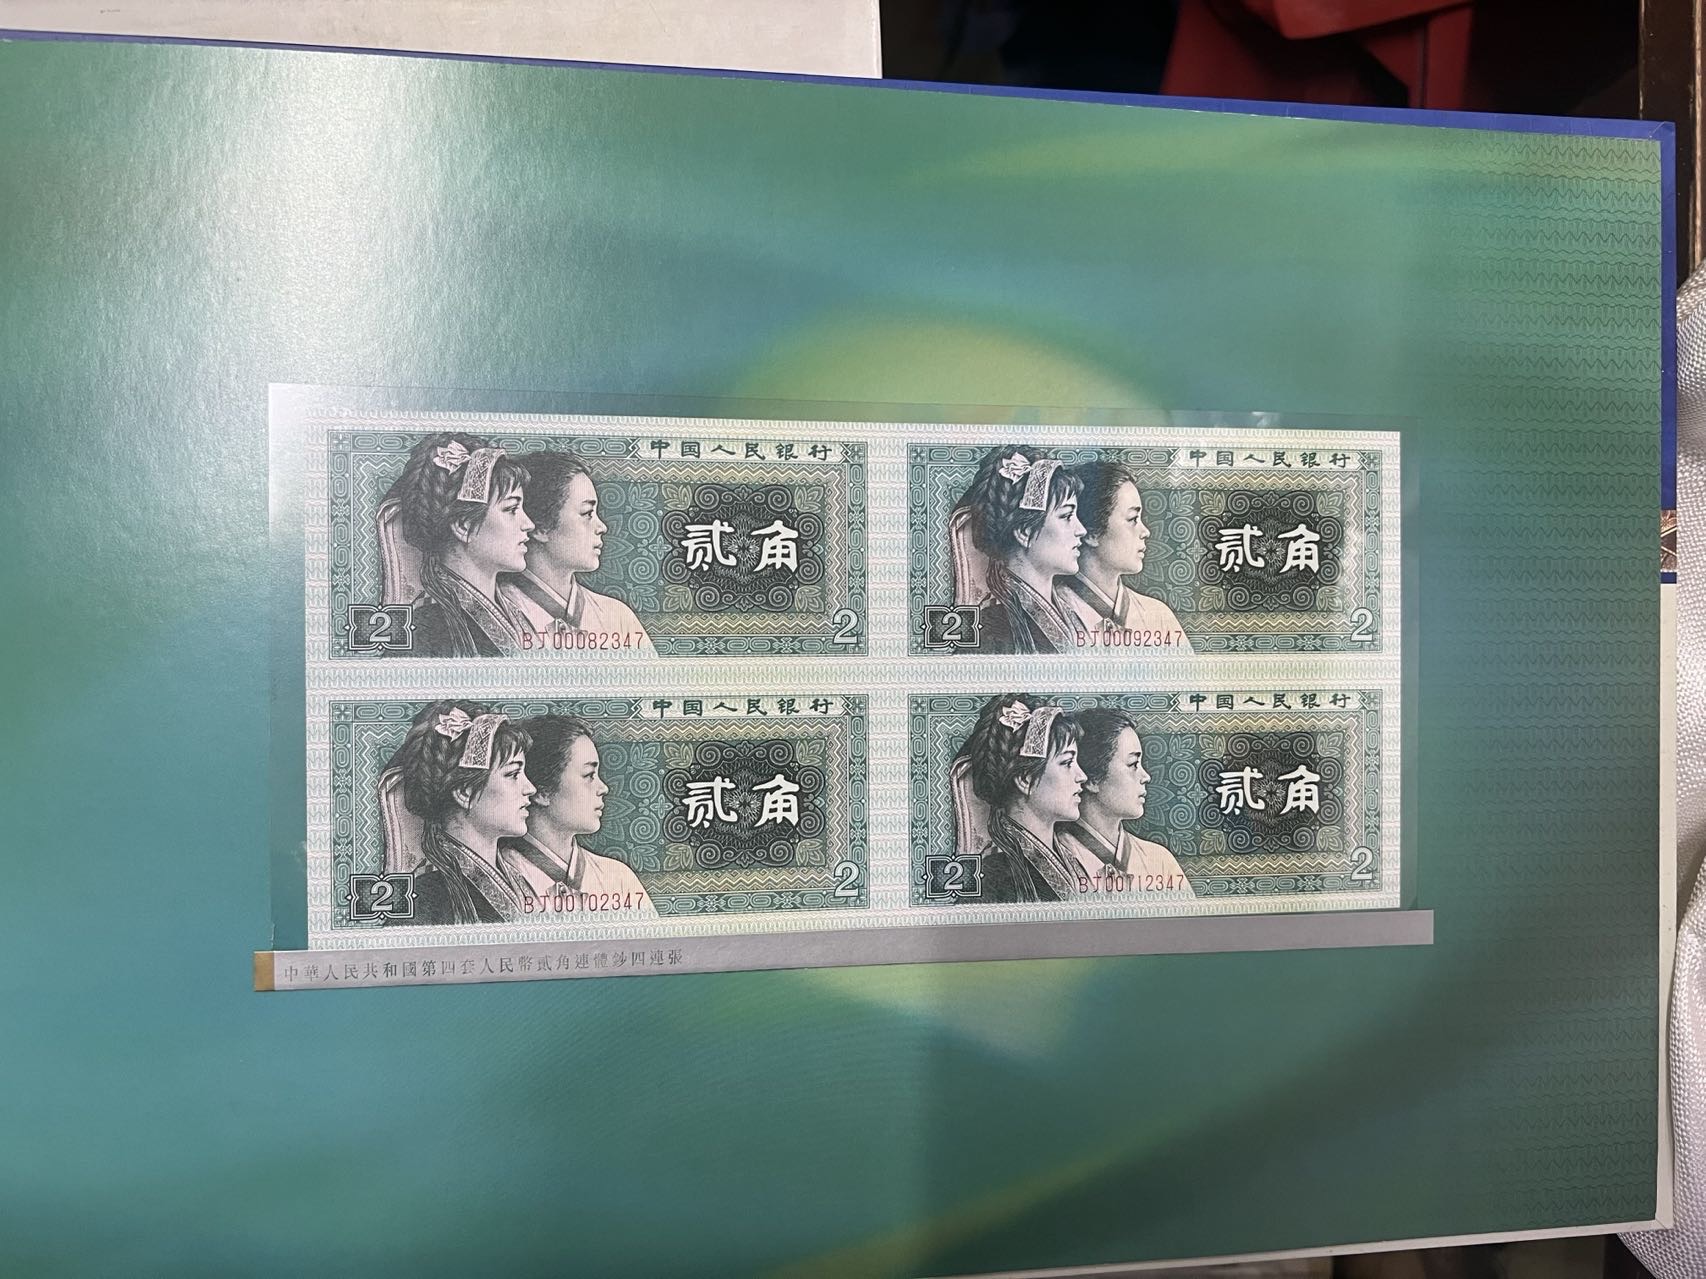 中国人民银行
贰角
2
BJ00082347
2
中国人民银行
贰角
2
BJ00092347
2
中国人民银行
贰角
2
BJ00102347
2
中国人民银行
贰角
2
BJ00112347
2
中華人民共和國第四套人民幣貳角連體鈔四連張